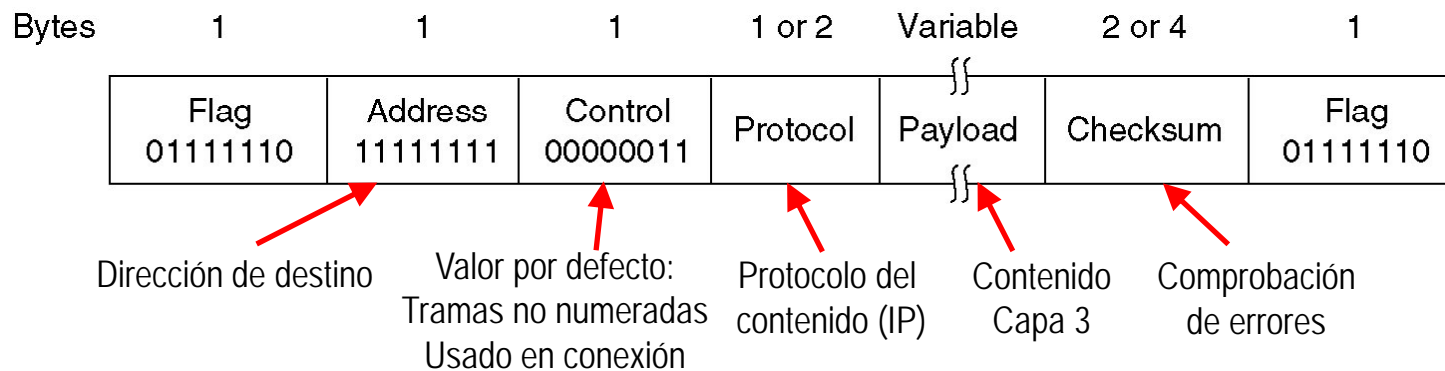 Bytes 1 1 1 1 or 2 Variable 2 or 4 1
Flag Address Control Protocol Payload Checksum Flag
01111110 11111111 00000011 01111110
Dirección de destino
Valor por defecto:
Tramas no numeradas
Usado en conexión
Protocolo del
contenido (IP)
Contenido
Capa 3
Comprobación
de errores